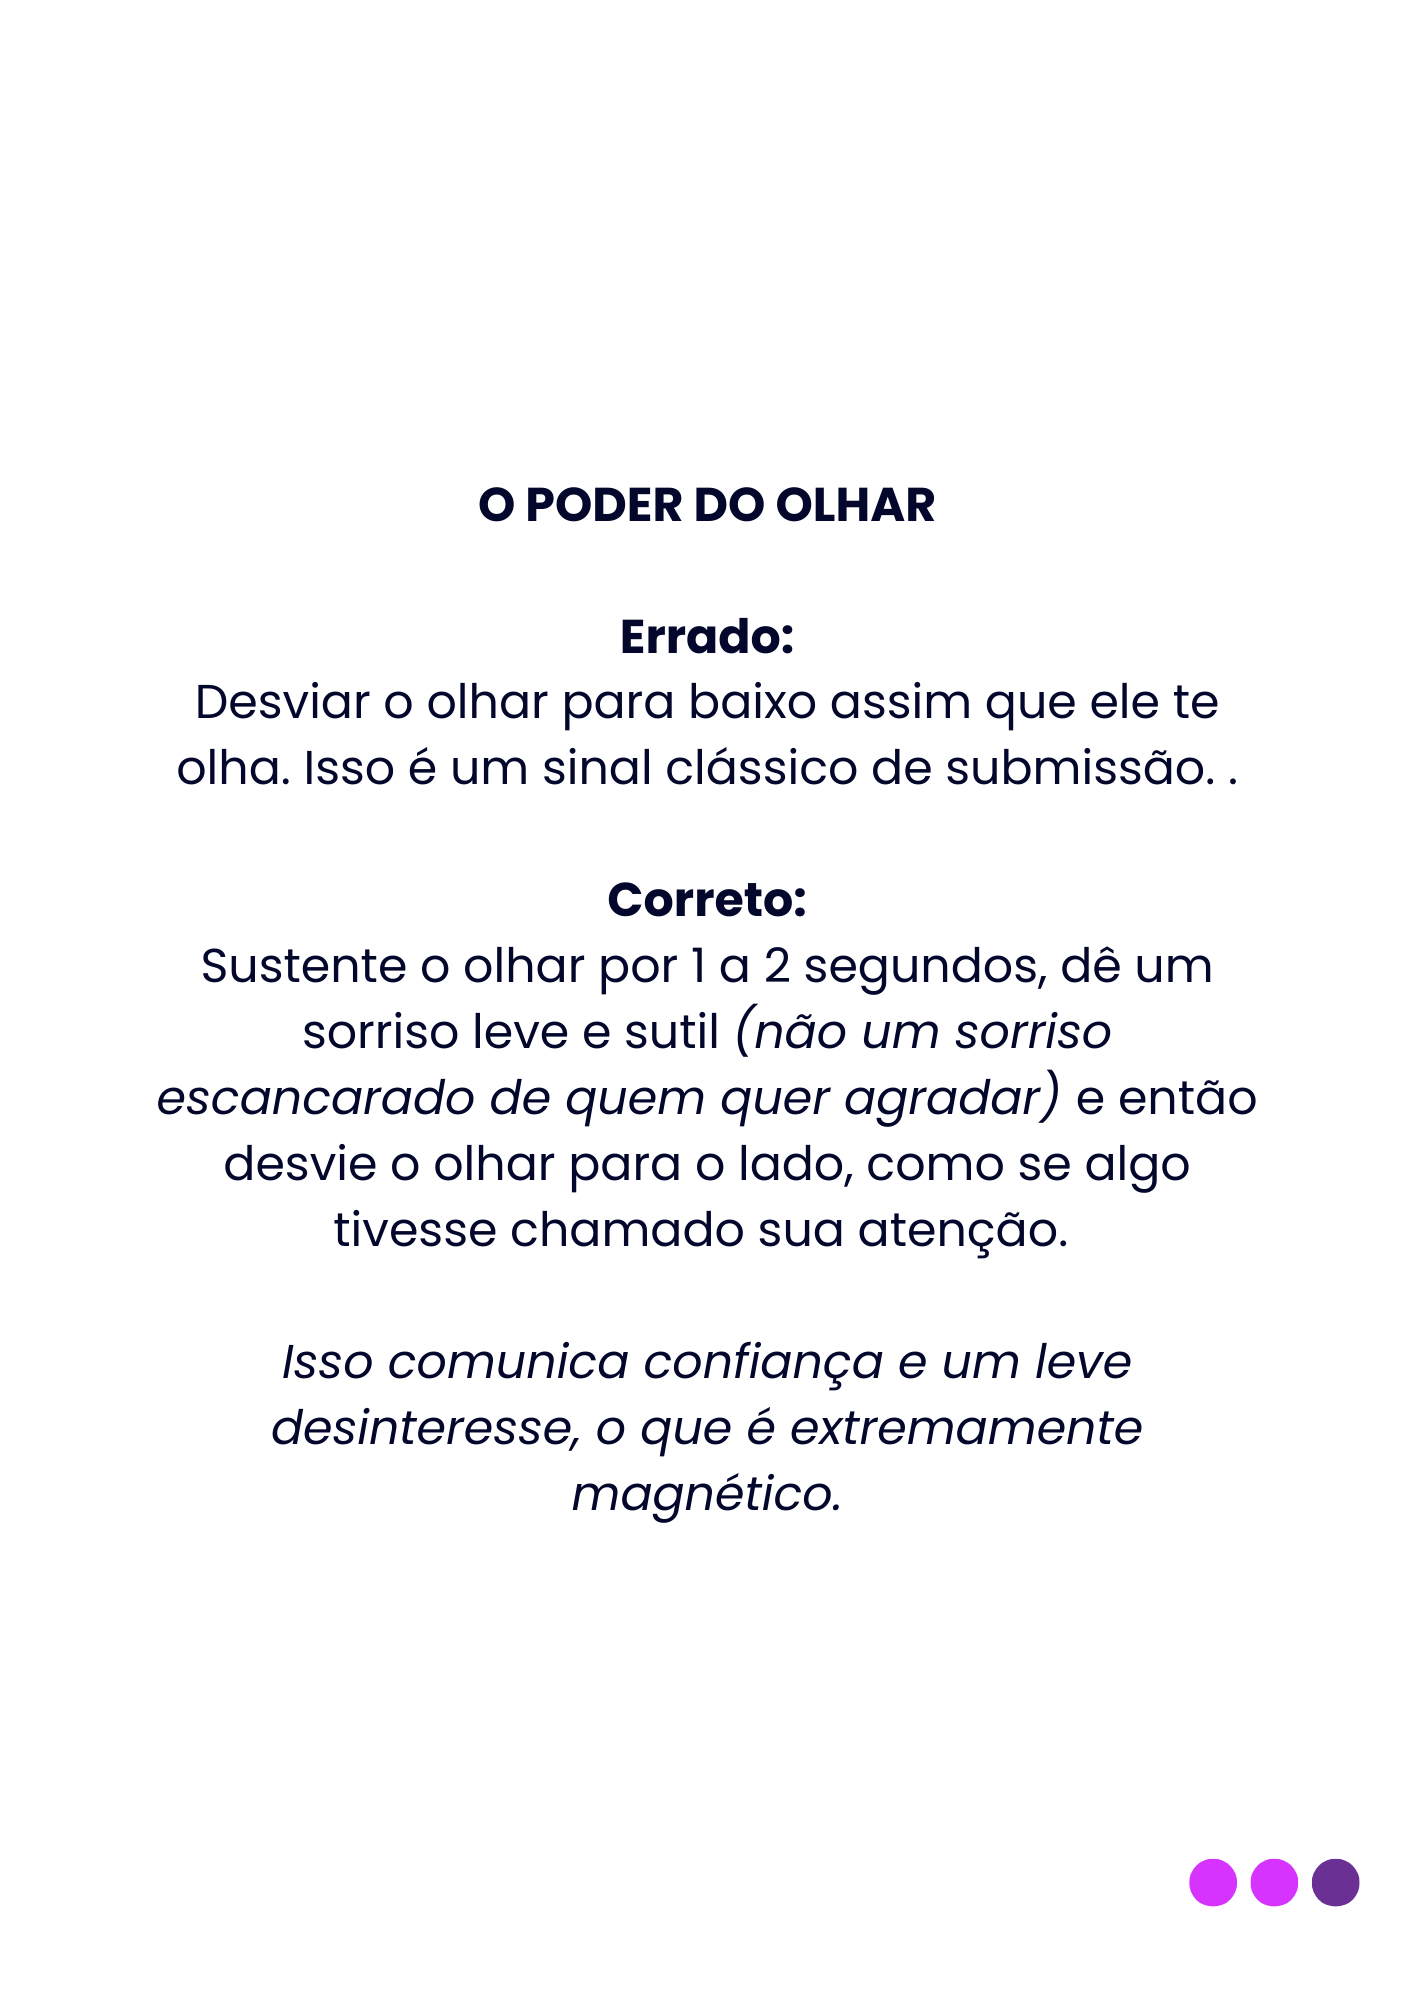 O PODER DO OLHAR
Errado:
Desviar o olhar para baixo assim que ele te
olha. Isso é um sinal clássico de submissão. .
Correto:
Sustente o olhar por 1 a 2 segundos, dê um
sorriso leve e sutil (não um sorriso
escancarado de quem quer agradar) e então
desvie o olhar para o lado, como se algo
tivesse chamado sua atenção.
Isso comunica confiança e um leve
desinteresse, o que é extremamente
magnético.